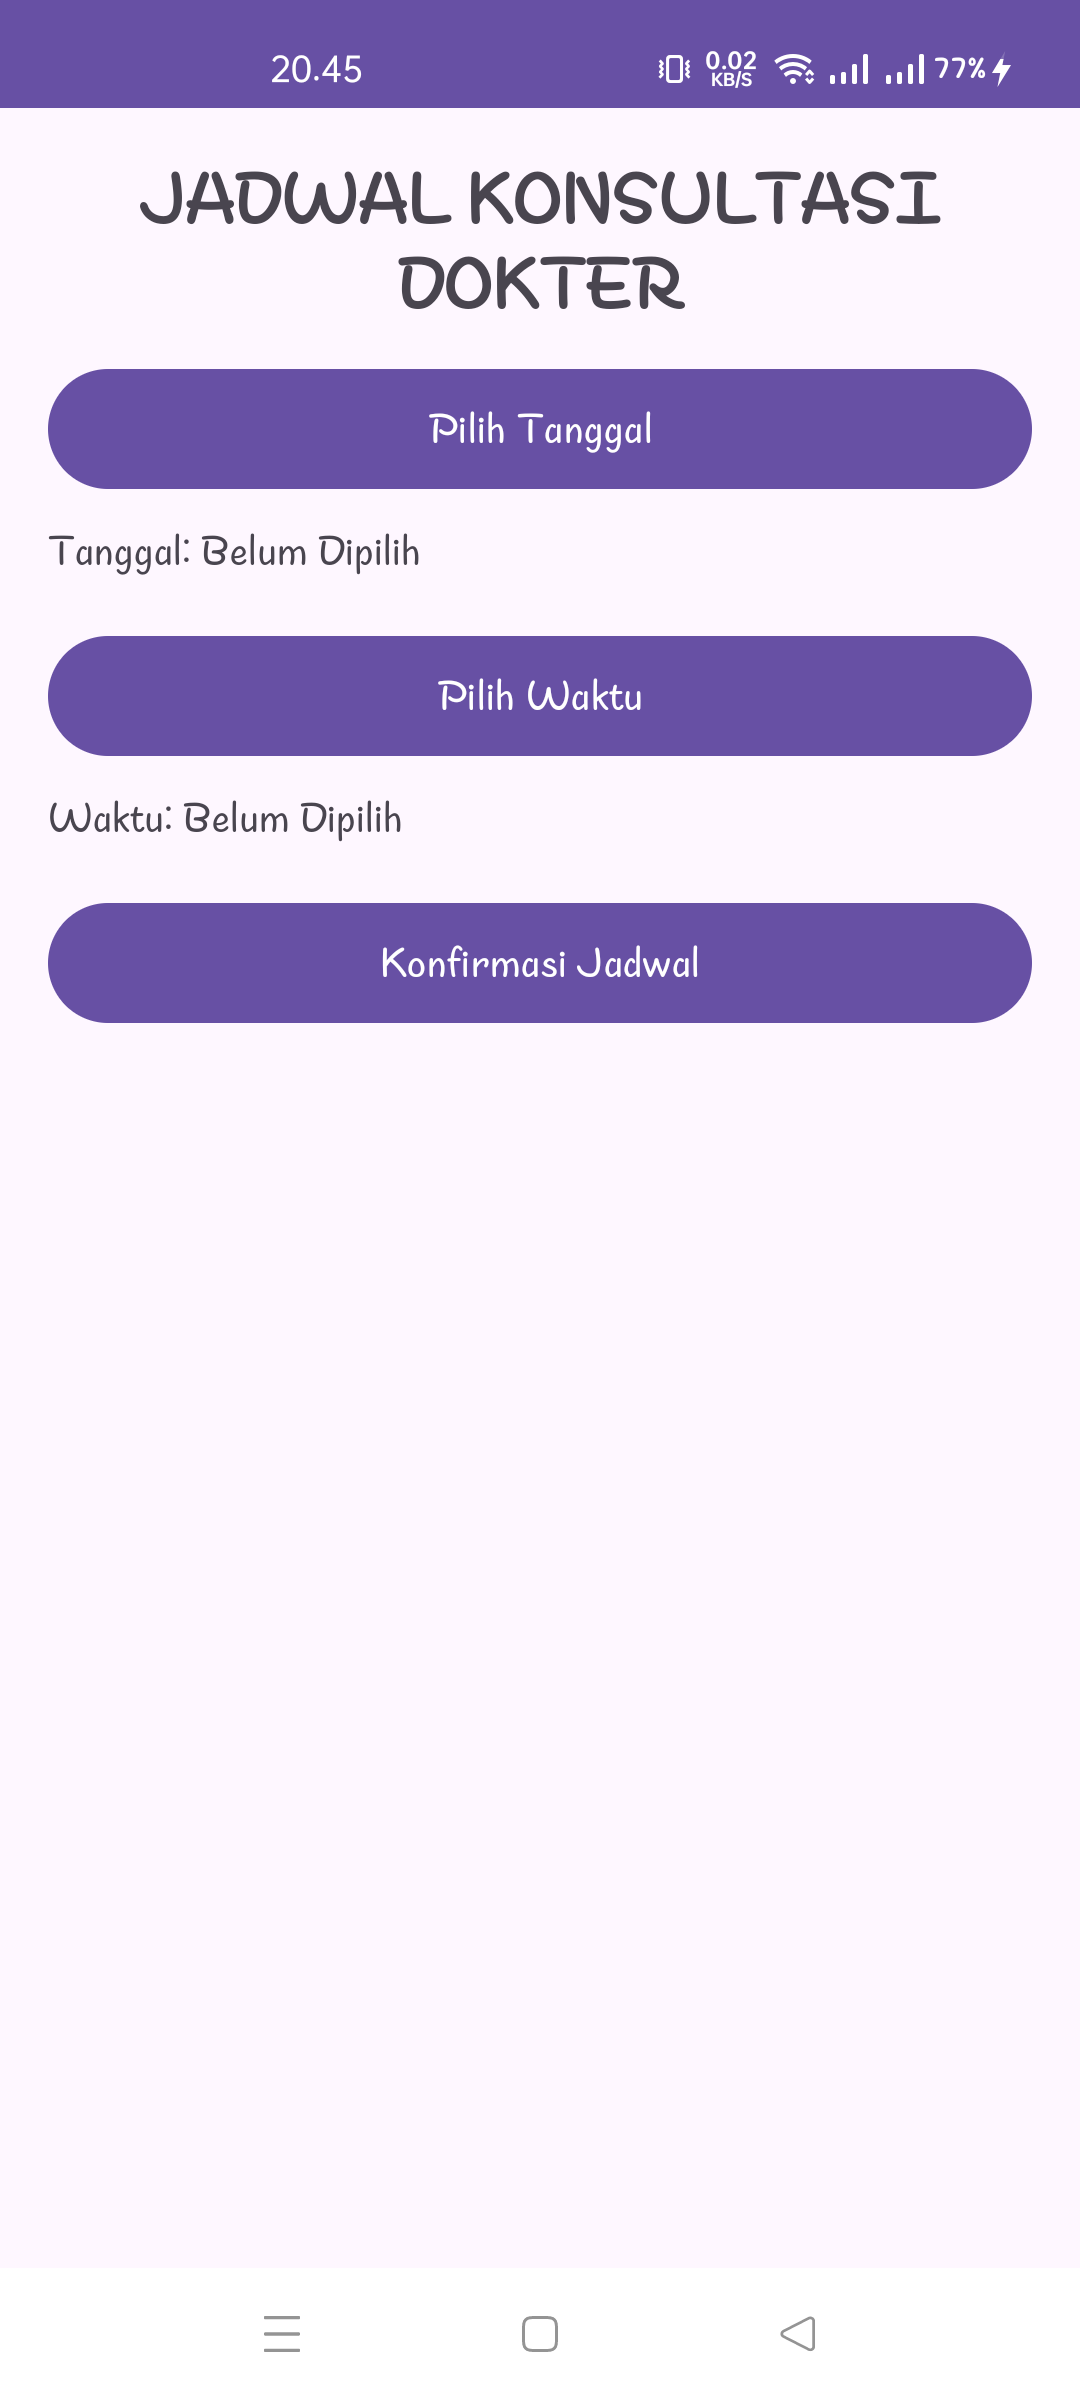 20.45
0.02
KB/S
77%
JADWAL KONSULTASI
DOKTER
Pilih Tanggal
Tanggal: Belum Dipilih
Pilih Waktu
Waktu: Belum Dipilih
Konfirmasi Jadwal